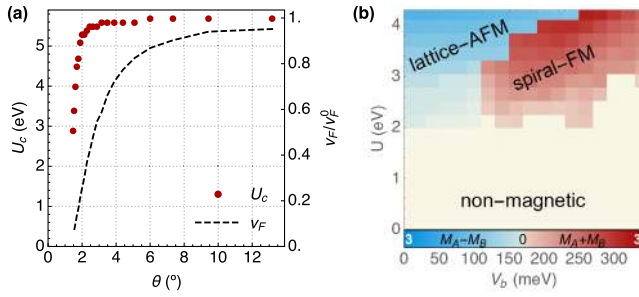 (a)
5
4
3
2
1
0
U_c (eV)
1.
0.8
0.6
0.4
0.2
0.
v_F/v_F^0
U_c
v_F
0 2 4 6 8 10 12
θ (º)
(b)
4
3
2
1
0
U (eV)
lattice-AFM
spiral-FM
non-magnetic
3 M_A-M_B 0 M_A+M_B 3
0 50 100 150 200 250 300
V_b (meV)